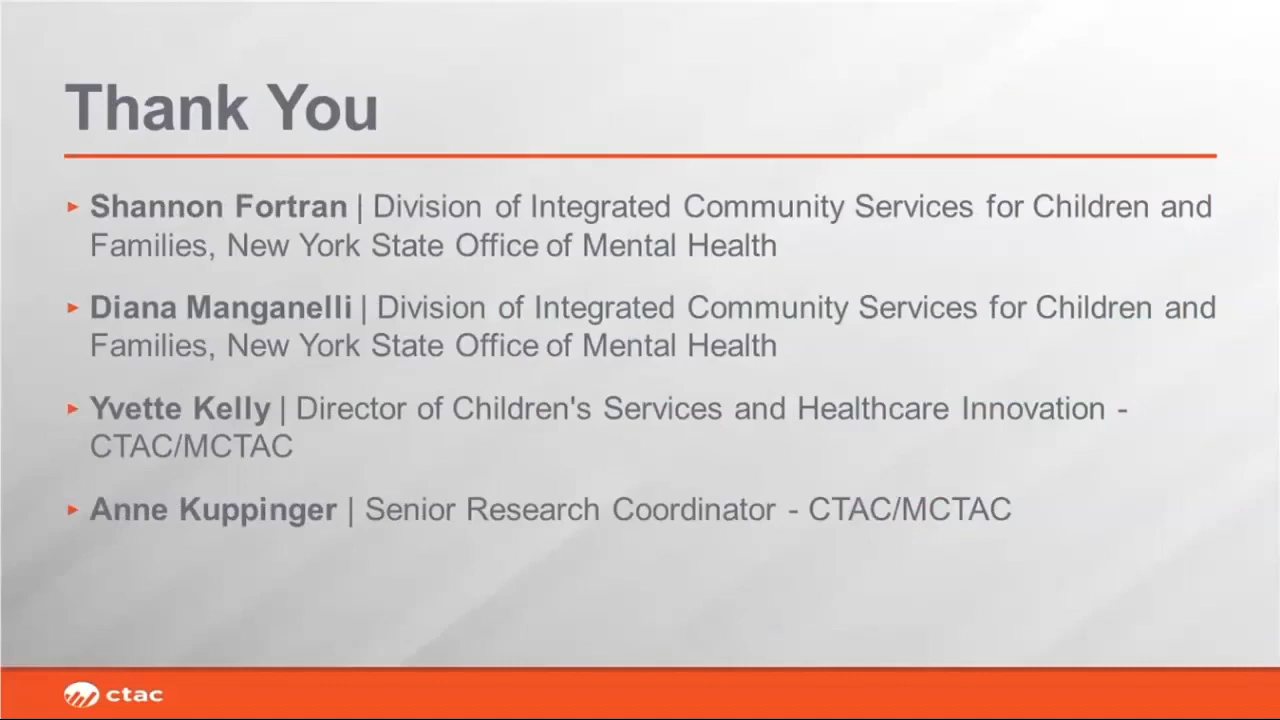 Thank You
▸ Shannon Fortran | Division of Integrated Community Services for Children and
Families, New York State Office of Mental Health
▸ Diana Manganelli | Division of Integrated Community Services for Children and
Families, New York State Office of Mental Health
▸ Yvette Kelly | Director of Children's Services and Healthcare Innovation -
CTAC/MCTAC
▸ Anne Kuppinger | Senior Research Coordinator - CTAC/MCTAC
ctac